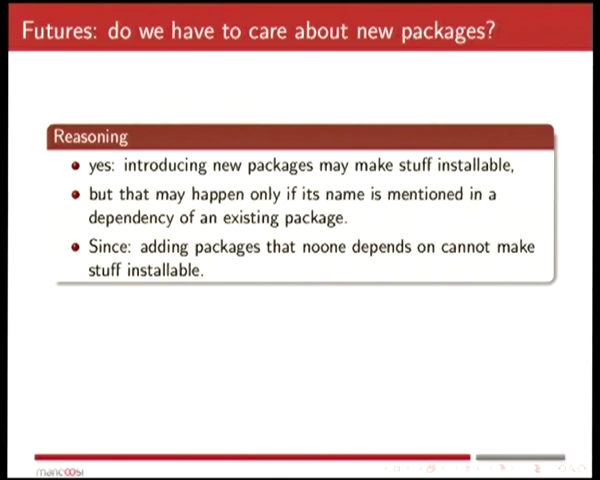 Futures: do we have to care about new packages?
Reasoning
yes: introducing new packages may make stuff installable,
but that may happen only if its name is mentioned in a
dependency of an existing package.
Since: adding packages that noone depends on cannot make
stuff installable.
mancoosi